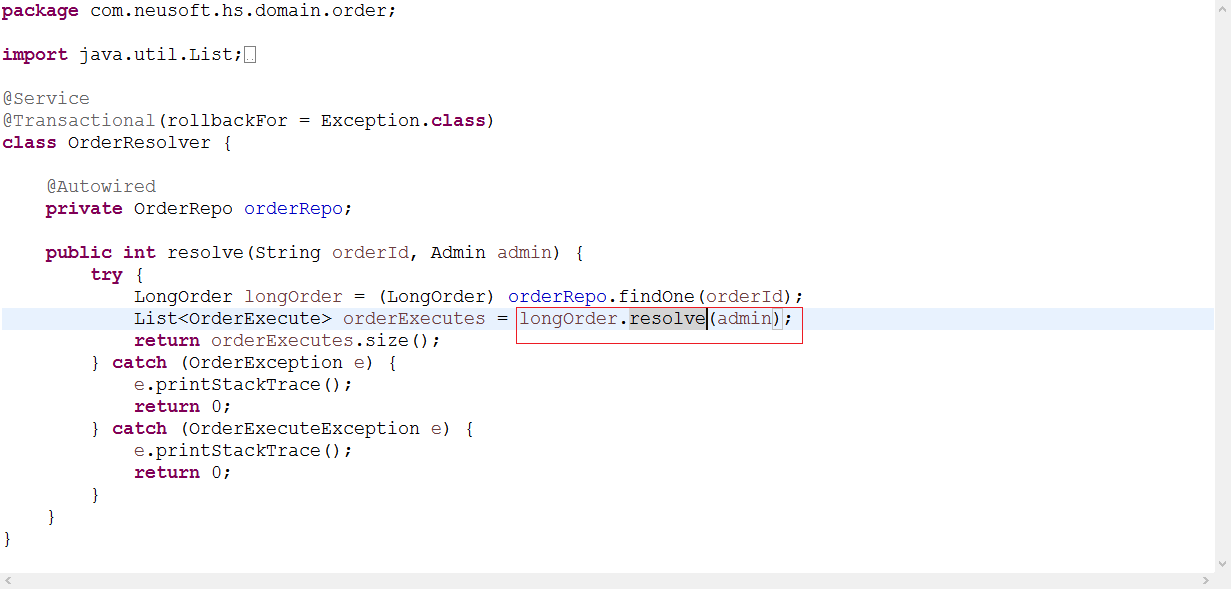 package com.neusoft.hs.domain.order;
import java.util.List;
@Service
@Transactional(rollbackFor = Exception.class)
class OrderResolver {
    @Autowired
    private OrderRepo orderRepo;
    public int resolve(String orderId, Admin admin) {
        try {
            LongOrder longOrder = (LongOrder) orderRepo.findOne(orderId);
            List<OrderExecute> orderExecutes = longOrder.resolve(admin);
            return orderExecutes.size();
        } catch (OrderException e) {
            e.printStackTrace();
            return 0;
        } catch (OrderExecuteException e) {
            e.printStackTrace();
            return 0;
        }
    }
}